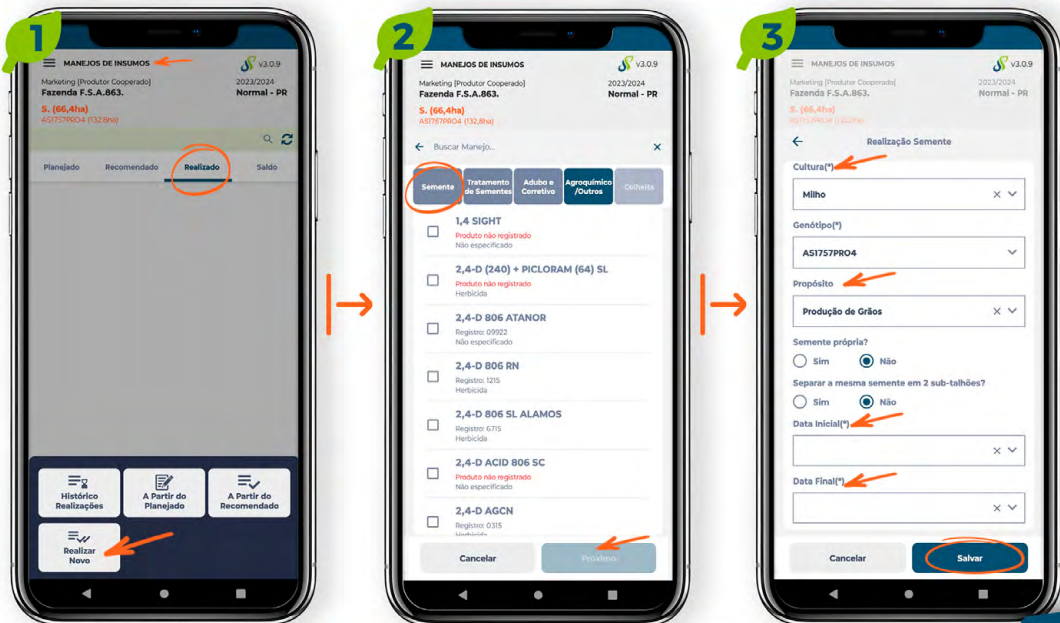 1
MANEJOS DE INSUMOS
v3.0.9
Marketing [Produtor Cooperado]
2023/2024
Fazenda F.S.A.863.
Normal - PR
S. (66,4ha)
AS1757PRO4 (132,8ha)
Planejado
Recomendado
Realizado
Saldo
Histórico
Realizações
A Partir do
Planejado
A Partir do
Recomendado
Realizar
Novo
2
MANEJOS DE INSUMOS
v3.0.9
Marketing [Produtor Cooperado]
2023/2024
Fazenda F.S.A.863.
Normal - PR
S. (66,4ha)
AS1757PRO4 (132,8ha)
Buscar Manejo...
Semente
Tratamento
de Sementes
Adubo e
Corretivo
Agroquímico
/Outros
Colheita
1,4 SIGHT
Produto não registrado
Não especificado
2,4-D (240) + PICLORAM (64) SL
Produto não registrado
Herbicida
2,4-D 806 ATANOR
Registro: 09922
Não especificado
2,4-D 806 RN
Registro: 1215
Herbicida
2,4-D 806 SL ALAMOS
Registro: 6715
Herbicida
2,4-D ACID 806 SC
Produto não registrado
Não especificado
2,4-D AGCN
Registro: 0315
Herbicida
Cancelar
Próximo
3
MANEJOS DE INSUMOS
v3.0.9
Marketing [Produtor Cooperado]
2023/2024
Fazenda F.S.A.863.
Normal - PR
S. (66,4ha)
AS1757PRO4 (132,8ha)
Realização Semente
Cultura(*)
Milho
Genótipo(*)
AS1757PRO4
Propósito
Produção de Grãos
Semente própria?
Sim
Não
Separar a mesma semente em 2 sub-talhões?
Sim
Não
Data Inicial(*)
Data Final(*)
Cancelar
Salvar